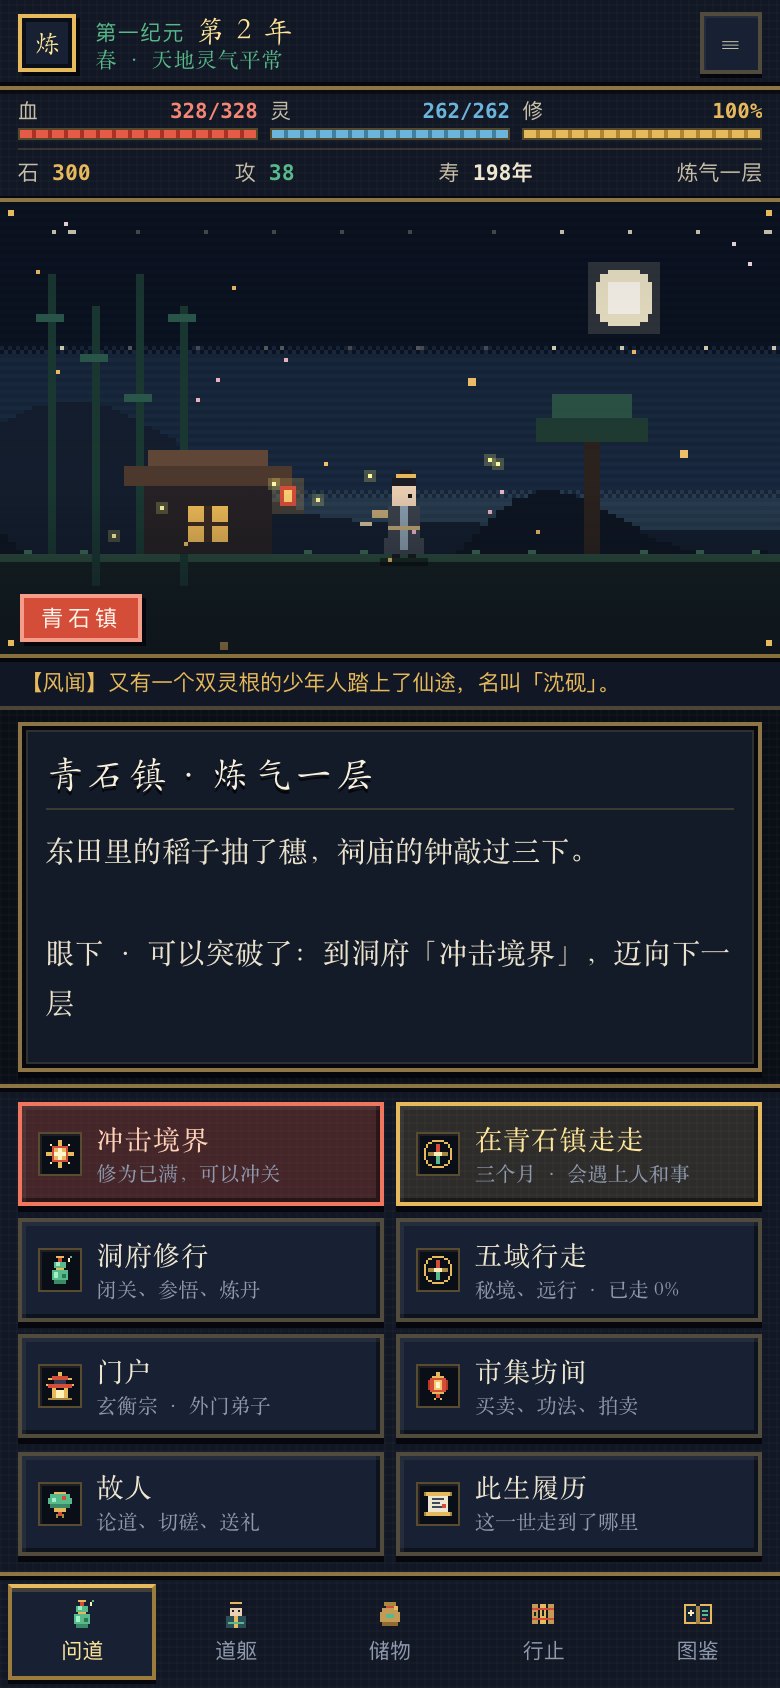 炼
第一纪元 第 2 年
春 · 天地灵气平常
血 328/328 灵 262/262 修 100%
石 300 攻 38 寿 198年 炼气一层
青石镇
【风闻】又有一个双灵根的少年人踏上了仙途，名叫「沈砚」。
青石镇 · 炼气一层
东田里的稻子抽了穗，祠庙的钟敲过三下。
眼下 · 可以突破了：到洞府「冲击境界」，迈向下一
层
冲击境界
修为已满，可以冲关
在青石镇走走
三个月 · 会遇上人和事
洞府修行
闭关、参悟、炼丹
五域行走
秘境、远行 · 已走 0%
门户
玄衡宗 · 外门弟子
市集坊间
买卖、功法、拍卖
故人
论道、切磋、送礼
此生履历
这一世走到了哪里
问道 道躯 储物 行止 图鉴